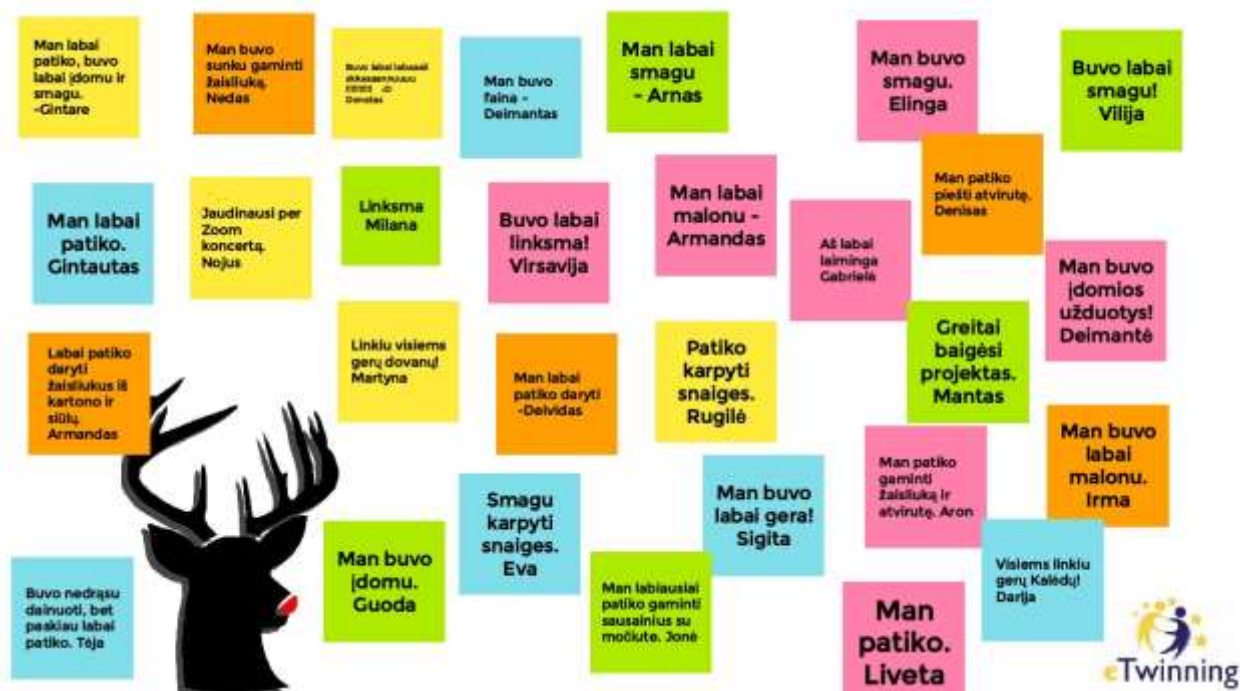 Man labai
patiko, buvo
labai įdomu ir
smagu.
-Gintare
Man buvo
sunku gaminti
žaisliuką.
Nedas
Buvo labai
Man buvo
faina -
Deimantas
Man labai
smagu
- Arnas
Man buvo
smagu.
Elinga
Buvo labai
smagu!
Vilija
Man labai
patiko.
Gintautas
Jaudinausi per
Zoom
koncertą.
Nojus
Linksma
Milana
Buvo labai
linksma!
Virsavija
Man labai
malonu -
Armandas
Aš labai
laiminga
Gabrielė
Man patiko
piešti atvirutę.
Denisas
Man buvo
įdomios
užduotys!
Deimantė
Labai patiko
daryti
žaisliukus iš
kartono ir
siūlų.
Armandas
Linkiu visiems
gerų dovanų!
Martyna
Man labai
patiko daryti
-Deividas
Patiko
karpyti
snaiges.
Rugilė
Greitai
baigėsi
projektas.
Mantas
Man patiko
gaminti
žaisliuką ir
atvirutę. Aron
Man buvo
labai
malonu.
Irma
Buvo nedrąsu
dainuoti, bet
paskiau labai
patiko. Tėja
Man buvo
įdomu.
Guoda
Smagu
karpyti
snaiges.
Eva
Man labiausiai
patiko gaminti
sausainius su
močiute. Jonė
Man buvo
labai gera!
Sigita
Man
patiko.
Liveta
Visiems linkiu
gerų Kalėdų!
Darija
eTwinning